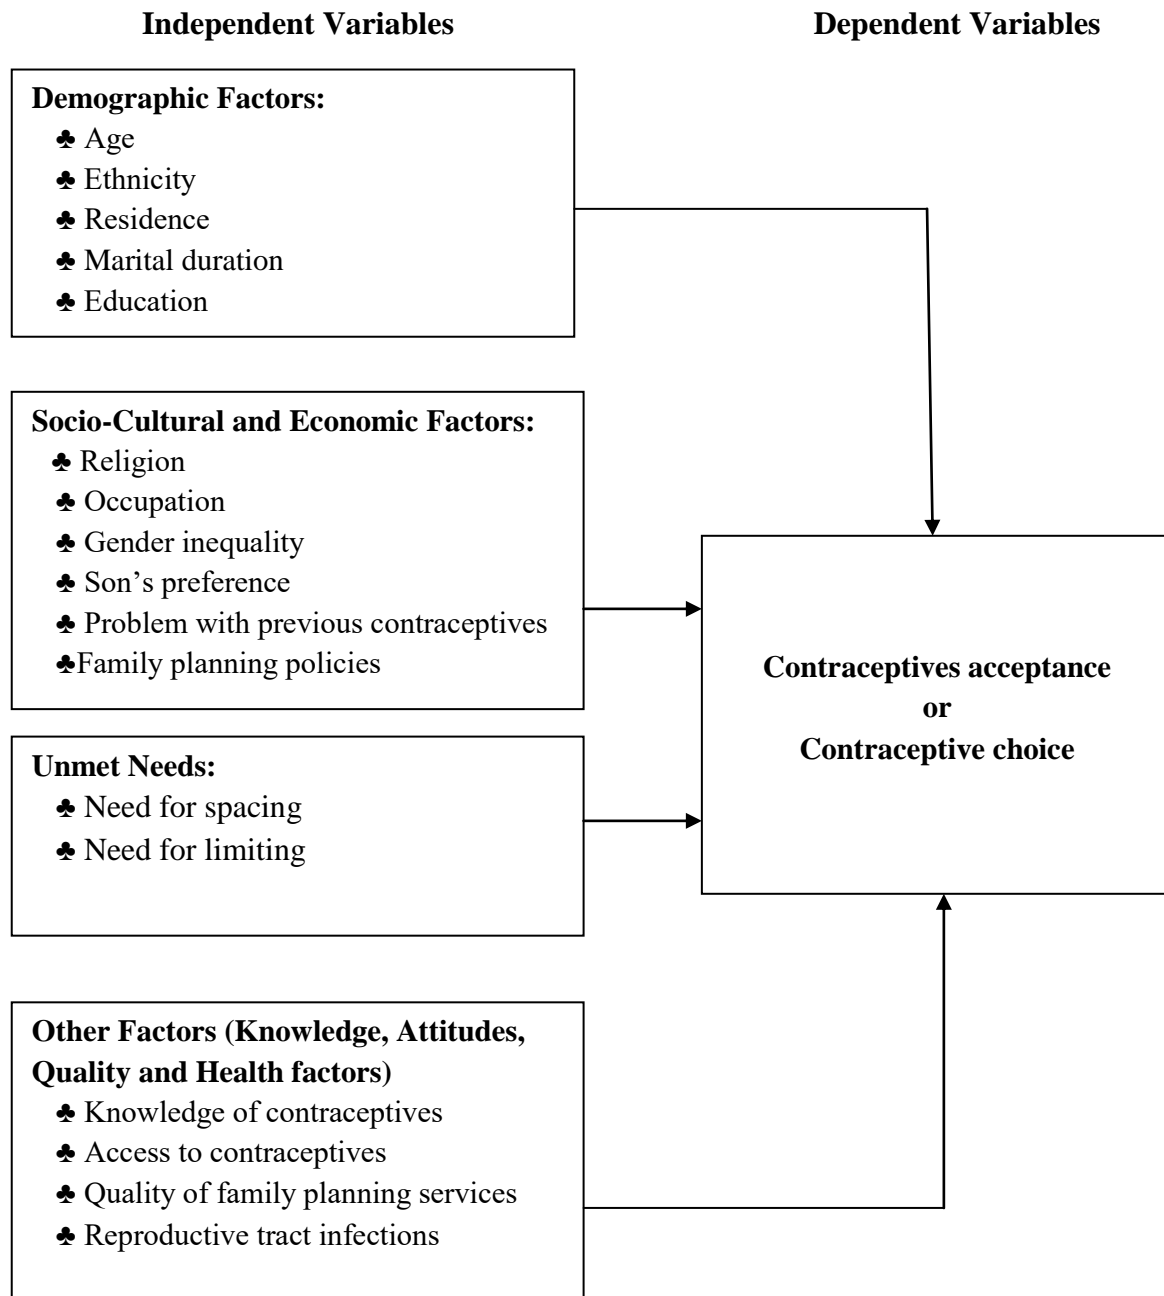 Independent Variables
Dependent Variables
Demographic Factors:
♣ Age
♣ Ethnicity
♣ Residence
♣ Marital duration
♣ Education
Socio-Cultural and Economic Factors:
♣ Religion
♣ Occupation
♣ Gender inequality
♣ Son’s preference
♣ Problem with previous contraceptives
♣Family planning policies
Unmet Needs:
♣ Need for spacing
♣ Need for limiting
Other Factors (Knowledge, Attitudes,
Quality and Health factors)
♣ Knowledge of contraceptives
♣ Access to contraceptives
♣ Quality of family planning services
♣ Reproductive tract infections
Contraceptives acceptance
or
Contraceptive choice